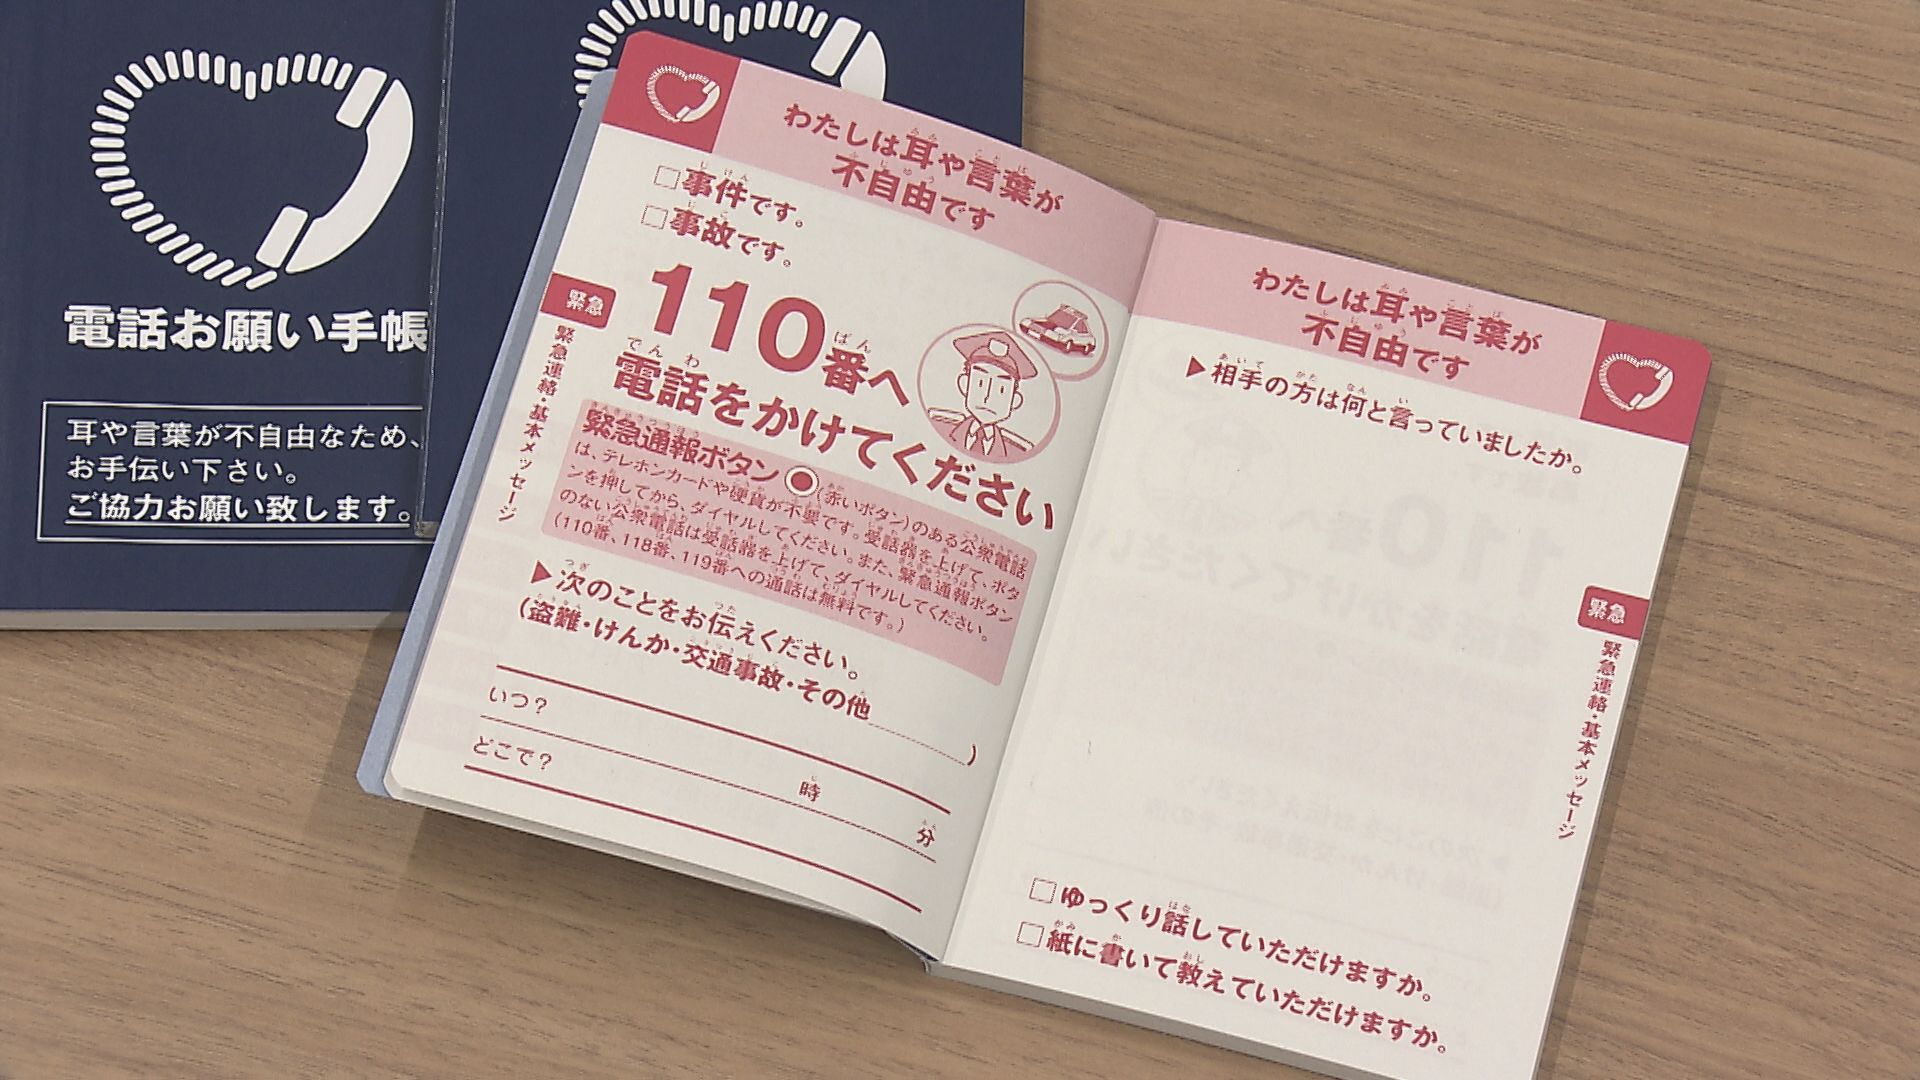 電話お願い手帳
耳や言葉が不自由なため、
お手伝い下さい。
ご協力お願い致します。
わたしは耳や言葉が
不自由です
□事件です。
□事故です。
110番へ
電話をかけてください
緊急通報ボタン(赤いボタン)のある公衆電話
は、テレホンカードや硬貨が不要です。受話器を上げて、ボタ
ンを押してから、ダイヤルしてください。また、緊急通報ボタン
のない公衆電話は受話器を上げて、ダイヤルしてください。
(110番、118番、119番への通話は無料です。)
▶次のことをお伝えください。
(盗難・けんか・交通事故・その他 )
いつ?
時
分
どこで?
緊急
緊急連絡・基本メッセージ
わたしは耳や言葉が
不自由です
▶相手の方は何と言っていましたか。
□ゆっくり話していただけますか。
□紙に書いて教えていただけますか。
緊急
緊急連絡・基本メッセージ